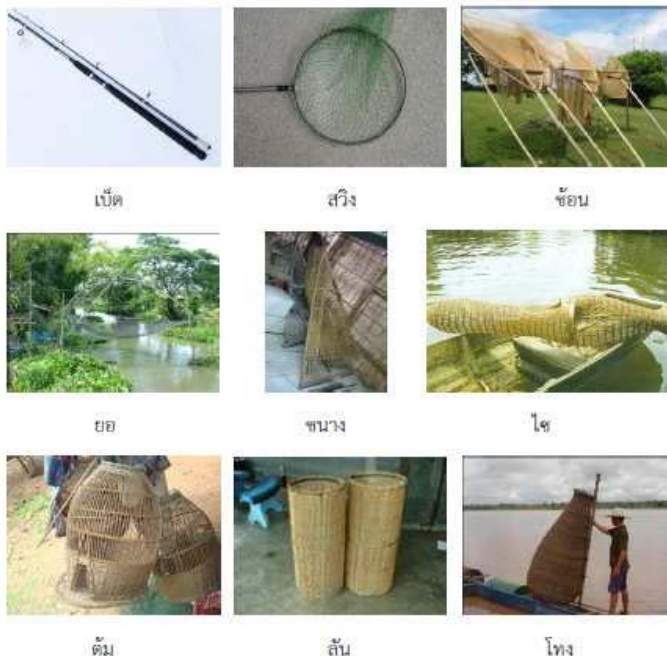 เบ็ด สวิง ช้อน
ยอ ชนาง ไซ
ตุ้ม ลัน โทง